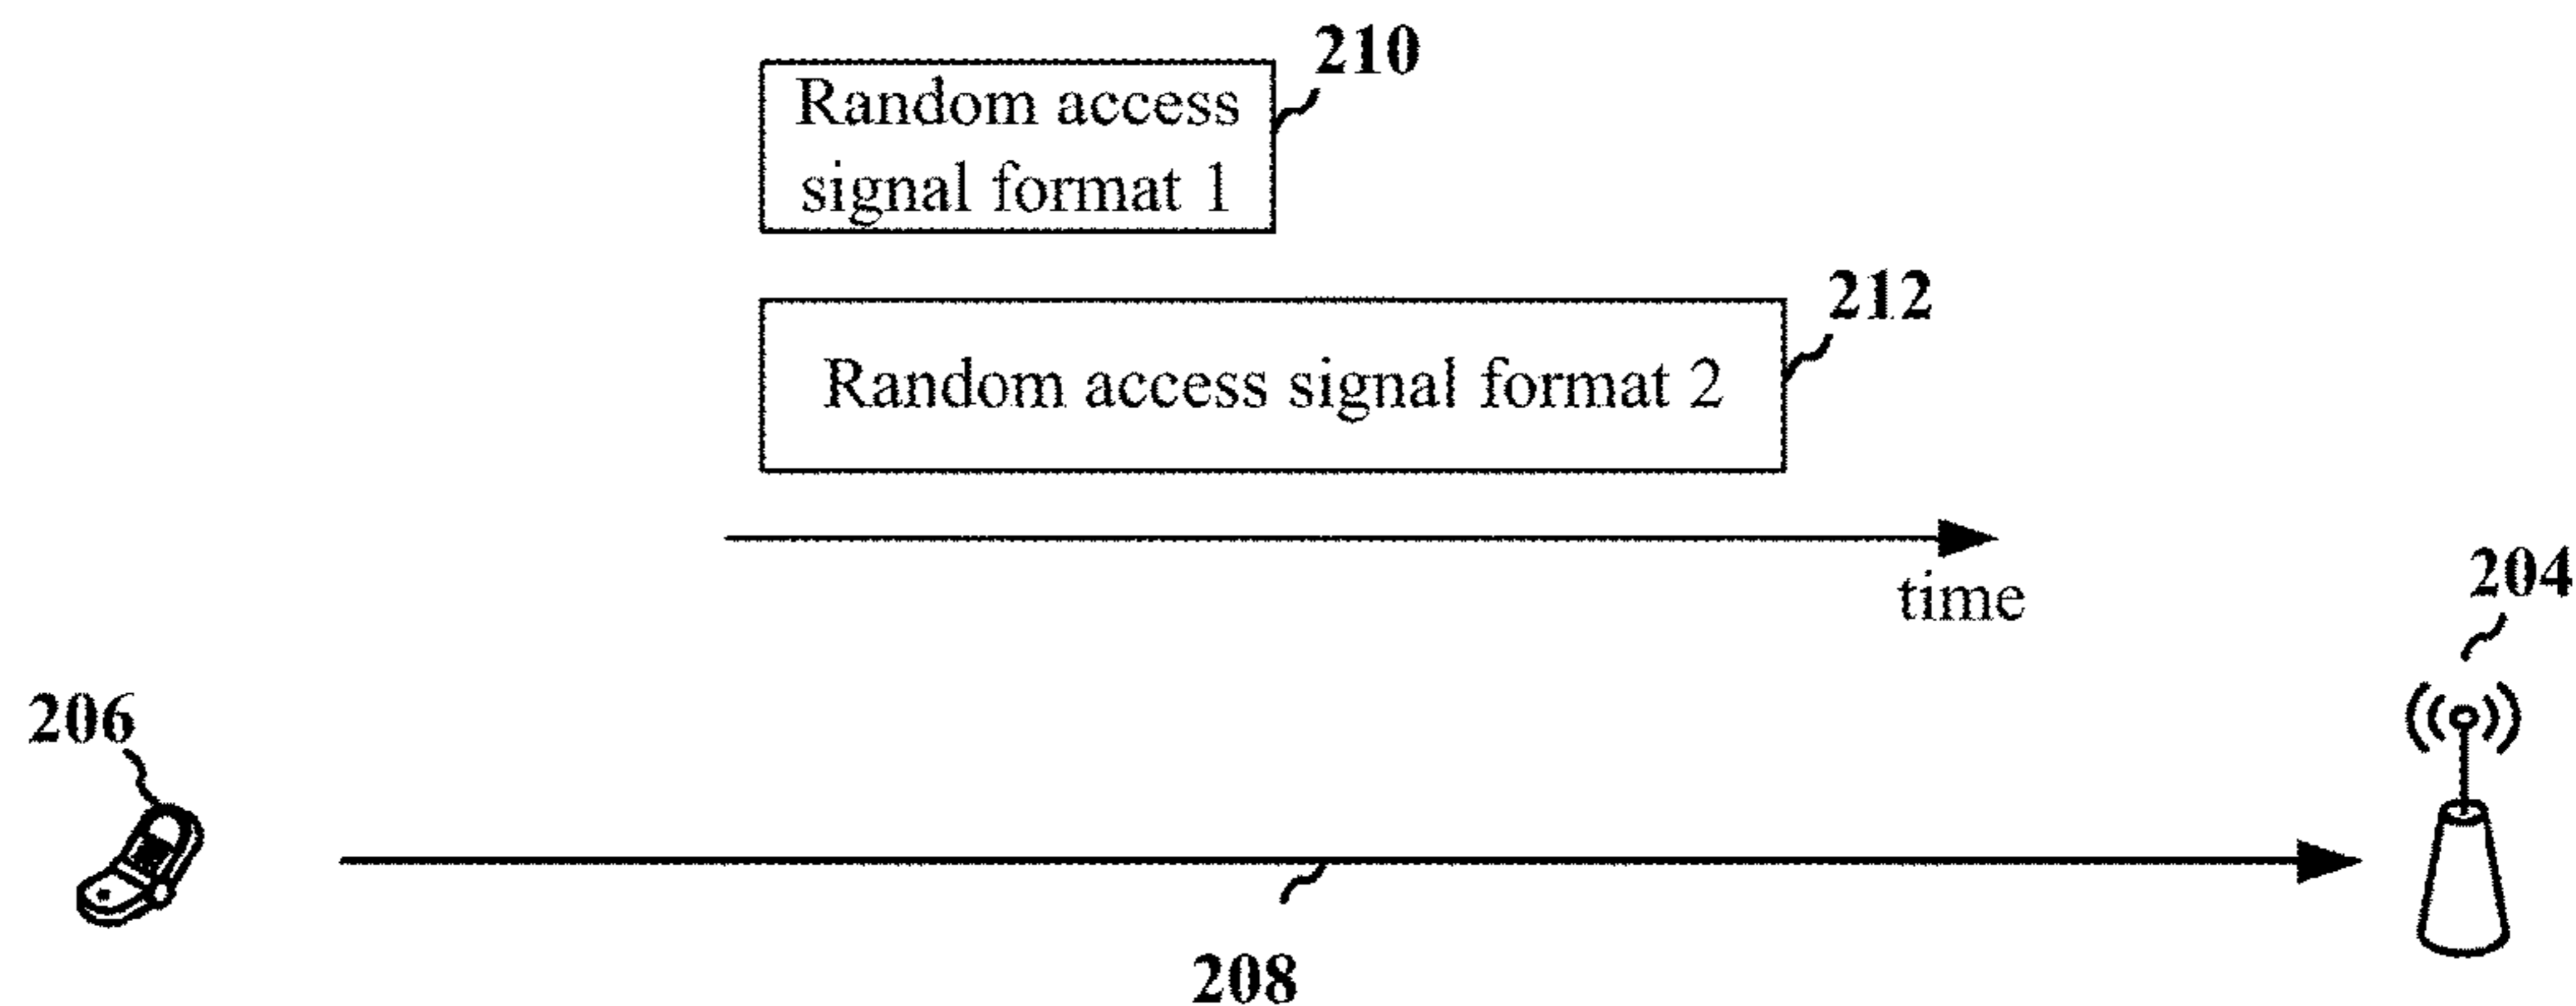 210
Random access
signal format 1
212
Random access signal format 2
time
204
206
208